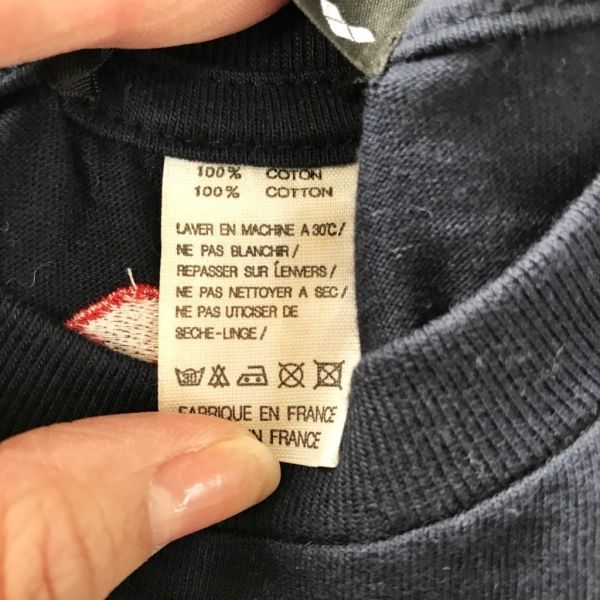 100% COTON
100% COTTON
LAVER EN MACHINE A 30℃/
NE PAS BLANCHIR/
REPASSER SUR L'ENVERS/
NE PAS NETTOYER A SEC/
NE PAS UTICISER DE
SECHE-LINGE/
30
FABRIQUE EN FRANCE
IN FRANCE